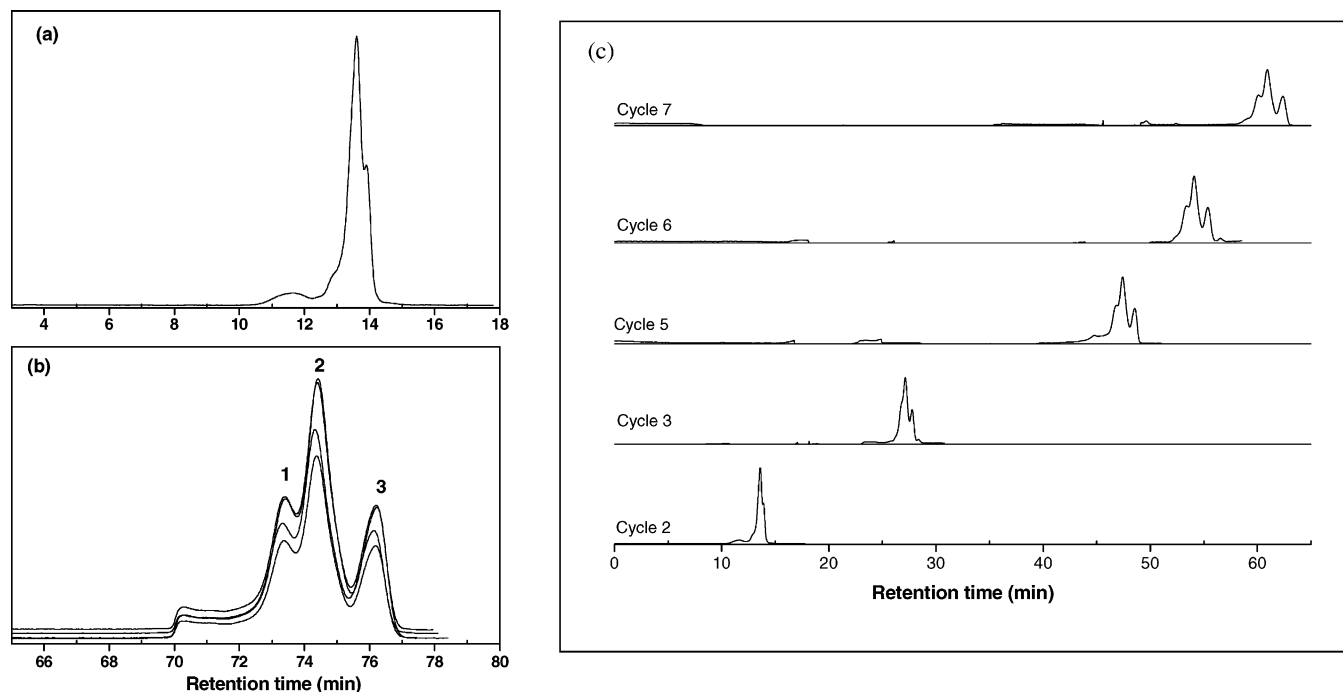 (a)
4 6 8 10 12 14 16 18
(b)
1
2
3
66 68 70 72 74 76 78 80
Retention time (min)
(c)
Cycle 7
Cycle 6
Cycle 5
Cycle 3
Cycle 2
0 10 20 30 40 50 60
Retention time (min)